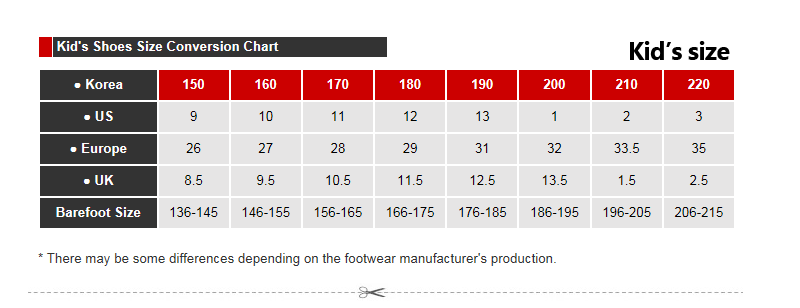 Kid's Shoes Size Conversion Chart
Kid's size
● Korea 150 160 170 180 190 200 210 220
● US 9 10 11 12 13 1 2 3
● Europe 26 27 28 29 31 32 33.5 35
● UK 8.5 9.5 10.5 11.5 12.5 13.5 1.5 2.5
Barefoot Size 136-145 146-155 156-165 166-175 176-185 186-195 196-205 206-215
* There may be some differences depending on the footwear manufacturer's production.